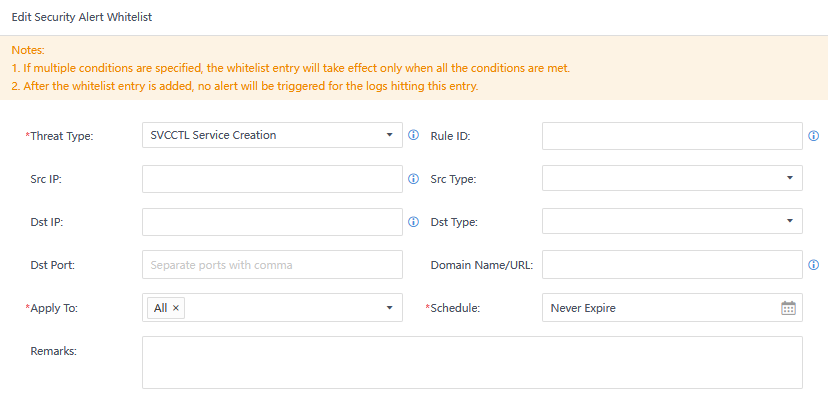 Edit Security Alert Whitelist
Notes:
1. If multiple conditions are specified, the whitelist entry will take effect only when all the conditions are met.
2. After the whitelist entry is added, no alert will be triggered for the logs hitting this entry.
*Threat Type: SVCCTL Service Creation Rule ID:
Src IP: Src Type:
Dst IP: Dst Type:
Dst Port: Separate ports with comma Domain Name/URL:
*Apply To: All × *Schedule: Never Expire
Remarks: